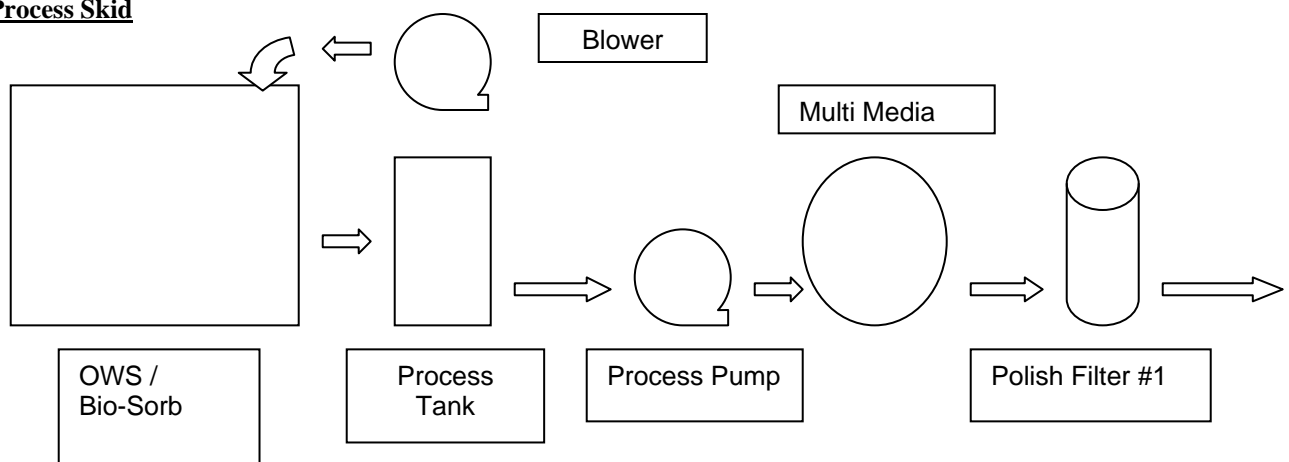 Process Skid
Blower
Multi Media
OWS /
Bio-Sorb
Process
Tank
Process Pump
Polish Filter #1